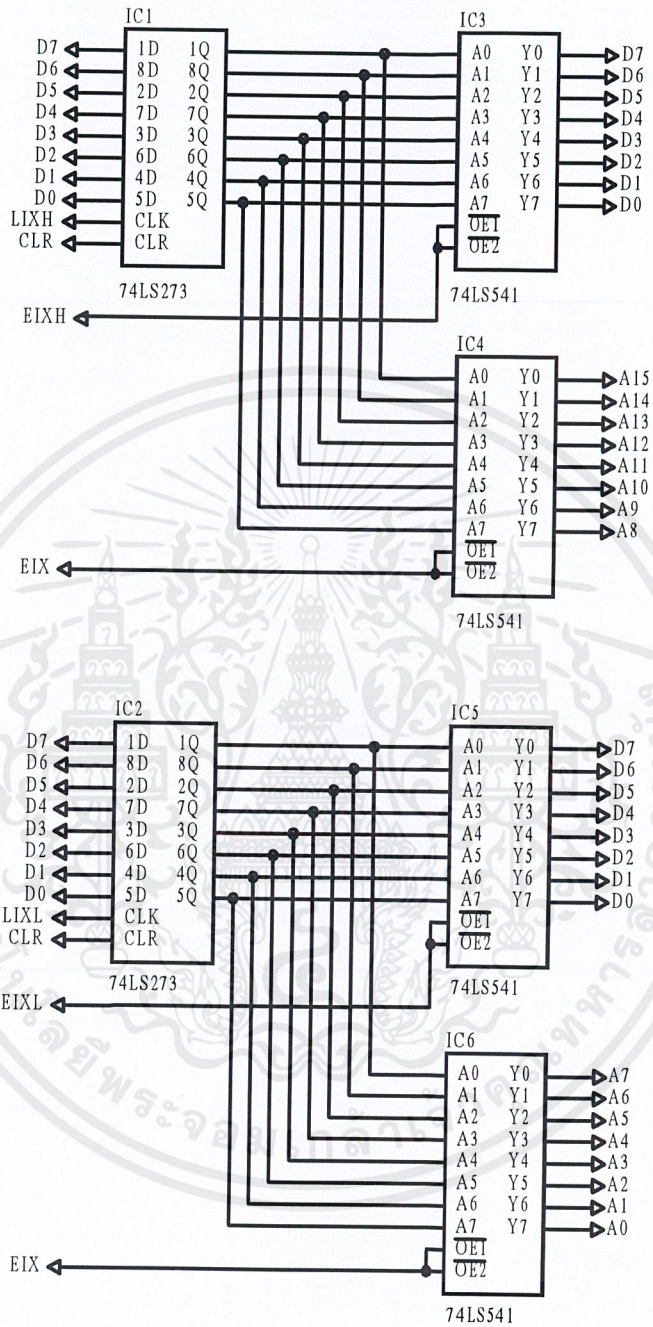 IC1
D7 1D 1Q
D6 8D 8Q
D5 2D 2Q
D4 7D 7Q
D3 3D 3Q
D2 6D 6Q
D1 4D 4Q
D0 5D 5Q
LIXH CLK
CLR CLR
74LS273
IC3
A0 Y0 D7
A1 Y1 D6
A2 Y2 D5
A3 Y3 D4
A4 Y4 D3
A5 Y5 D2
A6 Y6 D1
A7 Y7 D0
OE1
OE2
74LS541
EIXH
IC4
A0 Y0 A15
A1 Y1 A14
A2 Y2 A13
A3 Y3 A12
A4 Y4 A11
A5 Y5 A10
A6 Y6 A9
A7 Y7 A8
OE1
OE2
74LS541
EIX
IC2
D7 1D 1Q
D6 8D 8Q
D5 2D 2Q
D4 7D 7Q
D3 3D 3Q
D2 6D 6Q
D1 4D 4Q
D0 5D 5Q
LIXL CLK
CLR CLR
74LS273
IC5
A0 Y0 D7
A1 Y1 D6
A2 Y2 D5
A3 Y3 D4
A4 Y4 D3
A5 Y5 D2
A6 Y6 D1
A7 Y7 D0
OE1
OE2
74LS541
EIXL
IC6
A0 Y0 A7
A1 Y1 A6
A2 Y2 A5
A3 Y3 A4
A4 Y4 A3
A5 Y5 A2
A6 Y6 A1
A7 Y7 A0
OE1
OE2
74LS541
EIX